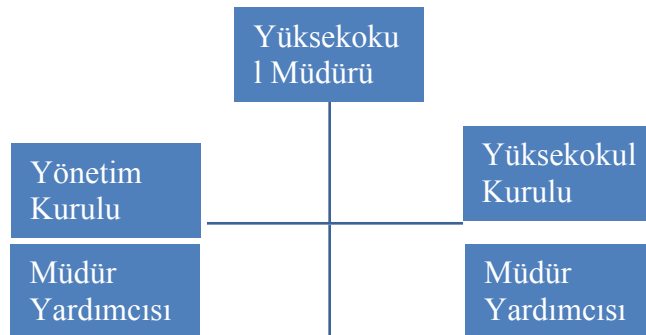 Yüksekoku
l Müdürü
Yönetim
Kurulu
Yüksekokul
Kurulu
Müdür
Yardımcısı
Müdür
Yardımcısı